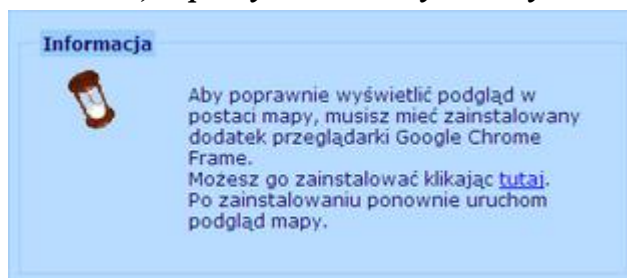 Informacja
Aby poprawnie wyświetlić podgląd w
postaci mapy, musisz mieć zainstalowany
dodatek przeglądarki Google Chrome
Frame.
Możesz go zainstalować klikając tutaj.
Po zainstalowaniu ponownie uruchom
podgląd mapy.